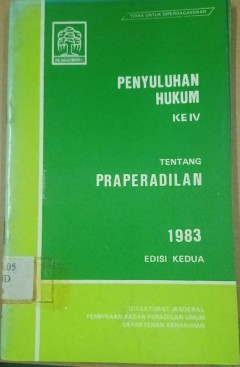 TIDAK UNTUK DIPERDAGANGKAN
PENYULUHAN
HUKUM
KE IV
TENTANG
PRAPERADILAN
1983
EDISI KEDUA
DIREKTORAT JENDERAL
PEMBINAAN BADAN PERADILAN UMUM
DEPARTEMEN KEHAKIMAN
.05